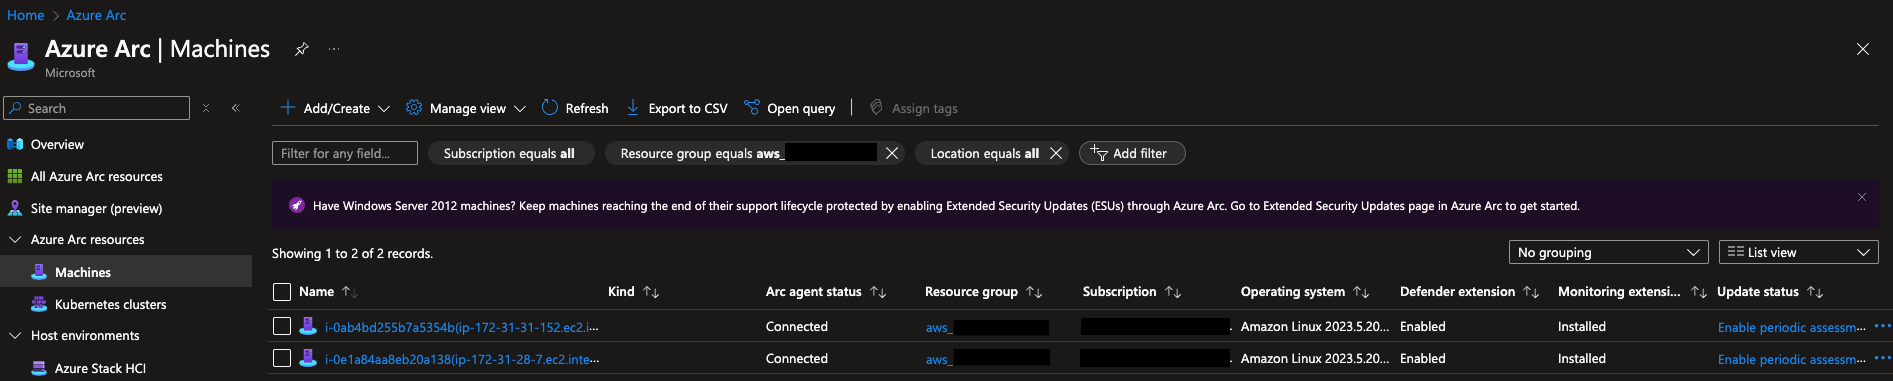 Home > Azure Arc
Azure Arc | Machines
Microsoft
Search
Overview
All Azure Arc resources
Site manager (preview)
Azure Arc resources
Machines
Kubernetes clusters
Host environments
Azure Stack HCI
Add/Create Manage view Refresh Export to CSV Open query Assign tags
Filter for any field... Subscription equals all Resource group equals aws_ Location equals all Add filter
Have Windows Server 2012 machines? Keep machines reaching the end of their support lifecycle protected by enabling Extended Security Updates (ESUs) through Azure Arc. Go to Extended Security Updates page in Azure Arc to get started.
Showing 1 to 2 of 2 records. No grouping List view
Name Kind Arc agent status Resource group Subscription Operating system Defender extension Monitoring extensi... Update status
i-0ab4bd255b7a5354b(ip-172-31-31-152.ec2.i... Connected aws_ Amazon Linux 2023.5.20... Enabled Installed Enable periodic assessm...
i-0e1a84aa8eb20a138(ip-172-31-28-7.ec2.inte... Connected aws_ Amazon Linux 2023.5.20... Enabled Installed Enable periodic assessm...